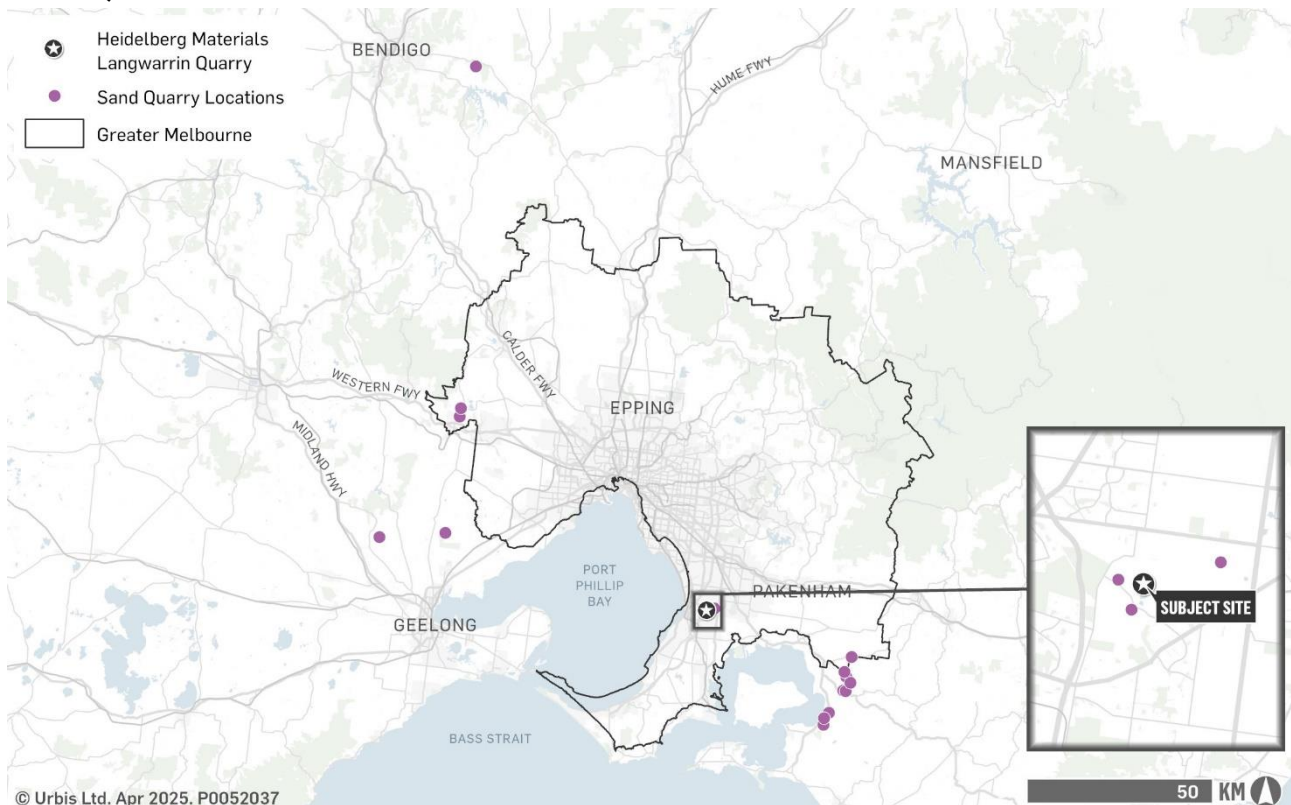 Heidelberg Materials
Langwarrin Quarry
Sand Quarry Locations
Greater Melbourne
BENDIGO
HUME FWY
MANSFIELD
CALDER FWY
WESTERN FWY
EPPING
MIDLAND HWY
PORT
PHILLIP
BAY
PAKENHAM
GEELONG
SUBJECT SITE
BASS STRAIT
© Urbis Ltd. Apr 2025. P0052037
50 KM